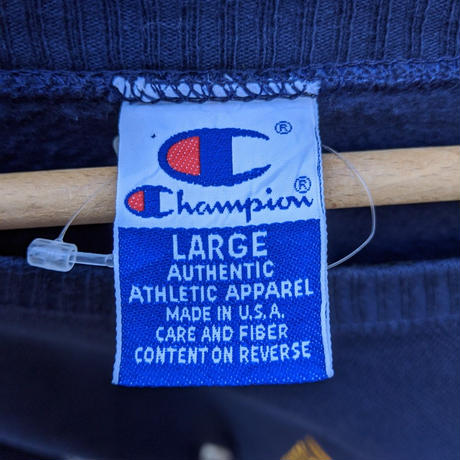 ®
Champion®
LARGE
AUTHENTIC
ATHLETIC APPAREL
MADE IN U.S.A.
CARE AND FIBER
CONTENT ON REVERSE